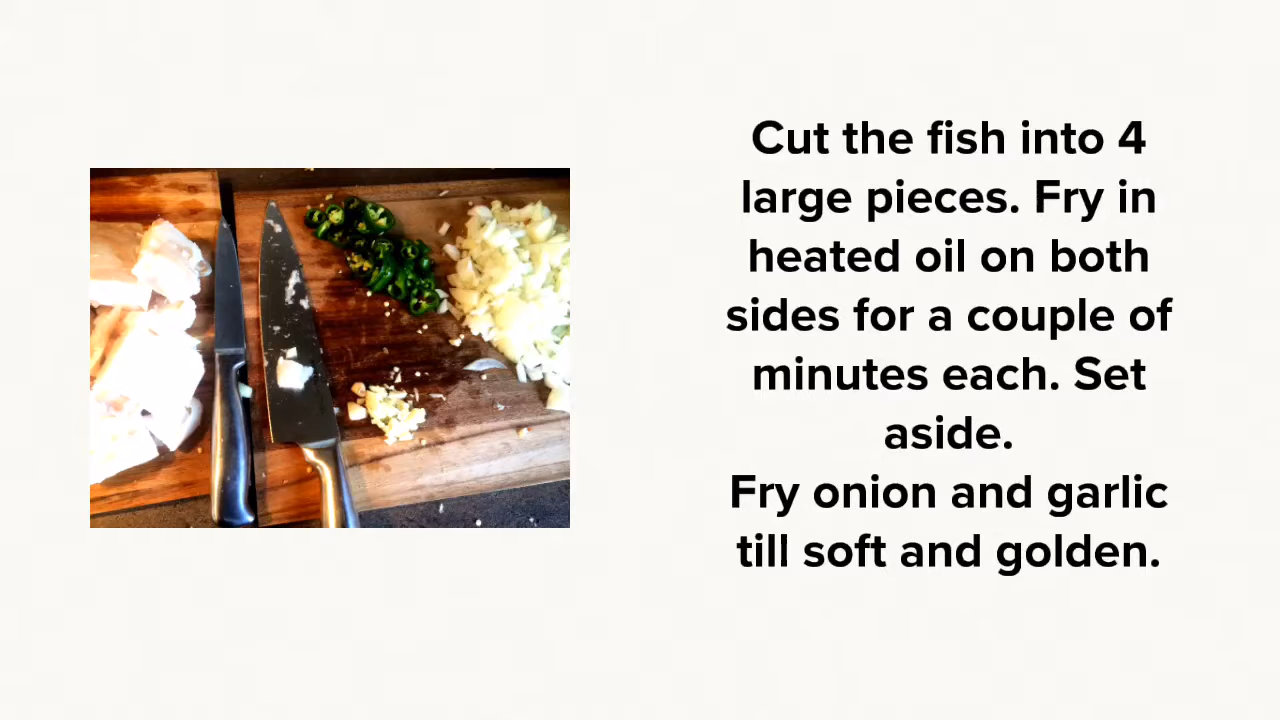 Cut the fish into 4
large pieces. Fry in
heated oil on both
sides for a couple of
minutes each. Set
aside.
Fry onion and garlic
till soft and golden.